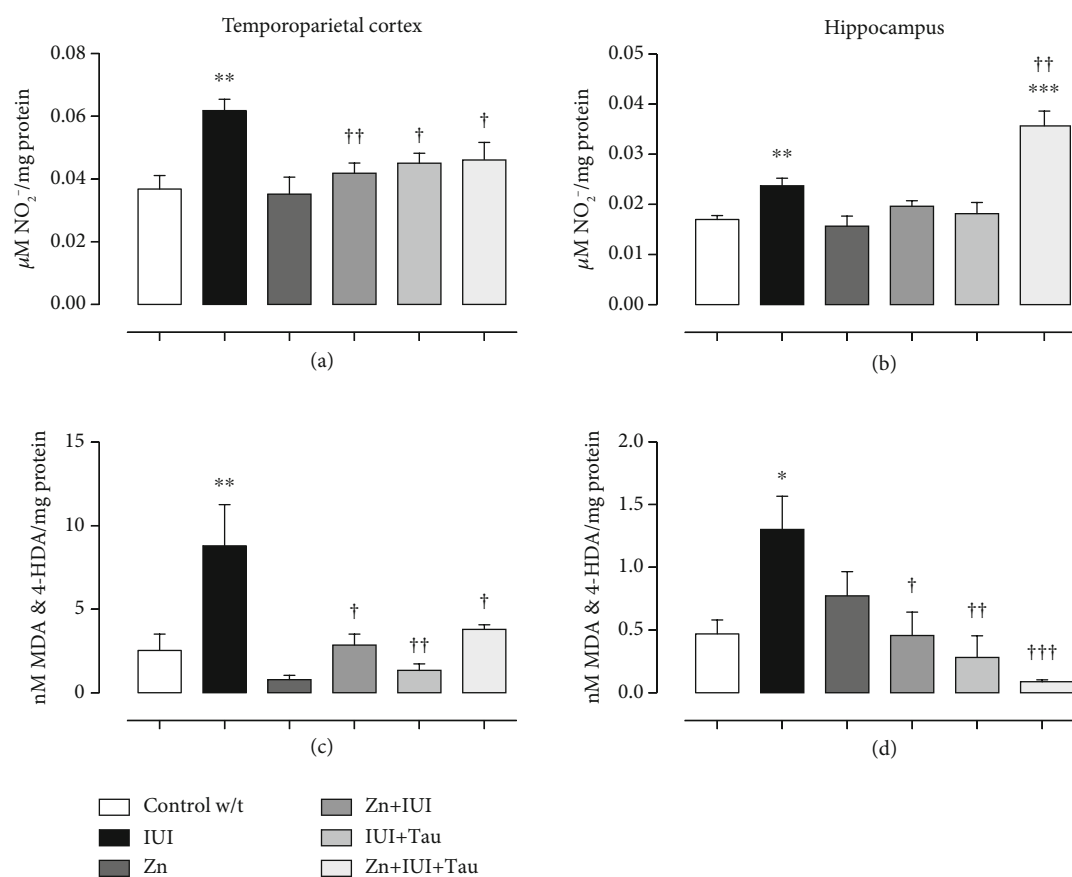 Temporoparietal cortex
µM NO₂⁻/mg protein
0.08
0.06
0.04
0.02
0.00
**
††
†
†
(a)
Hippocampus
µM NO₂⁻/mg protein
0.05
0.04
0.03
0.02
0.01
0.00
**
††
***
(b)
nM MDA & 4-HDA/mg protein
15
10
5
0
**
†
††
†
(c)
nM MDA & 4-HDA/mg protein
2.0
1.5
1.0
0.5
0.0
*
†
††
†††
(d)
Control w/t
IUI
Zn
Zn+IUI
IUI+Tau
Zn+IUI+Tau